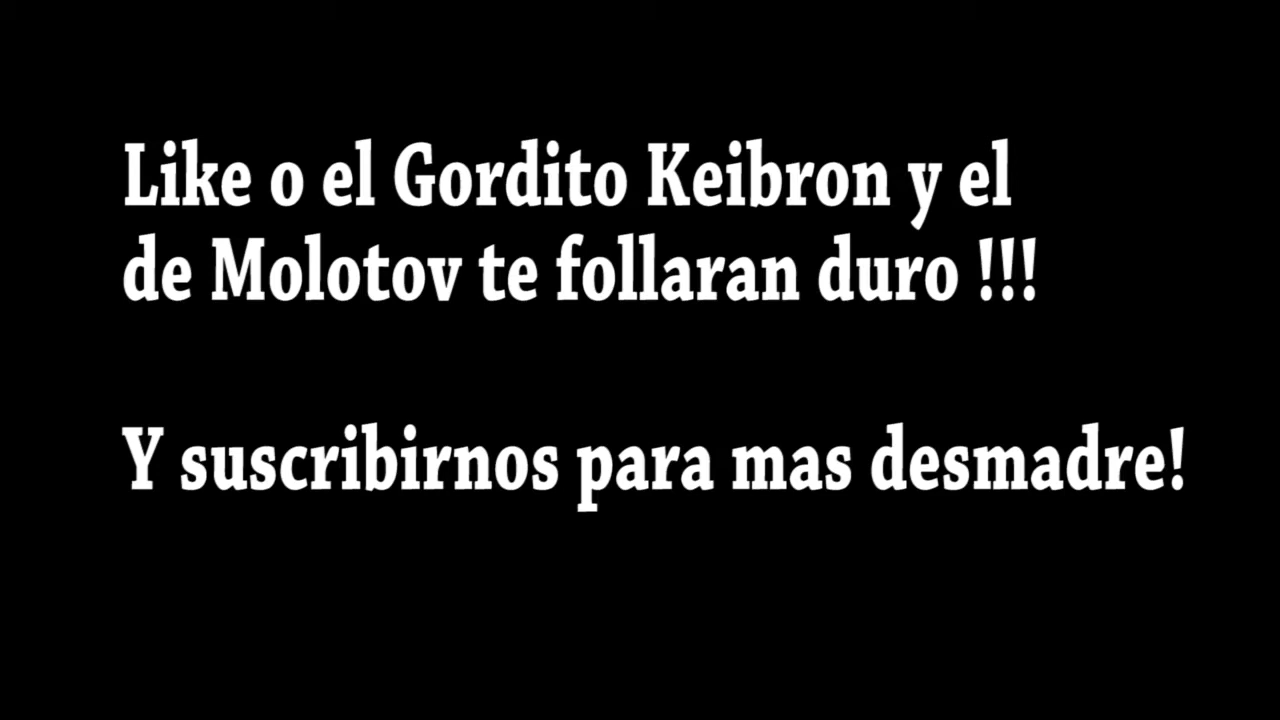 Like o el Gordito Keibron y el
de Molotov te follaran duro !!!
Y suscribirnos para mas desmadre!